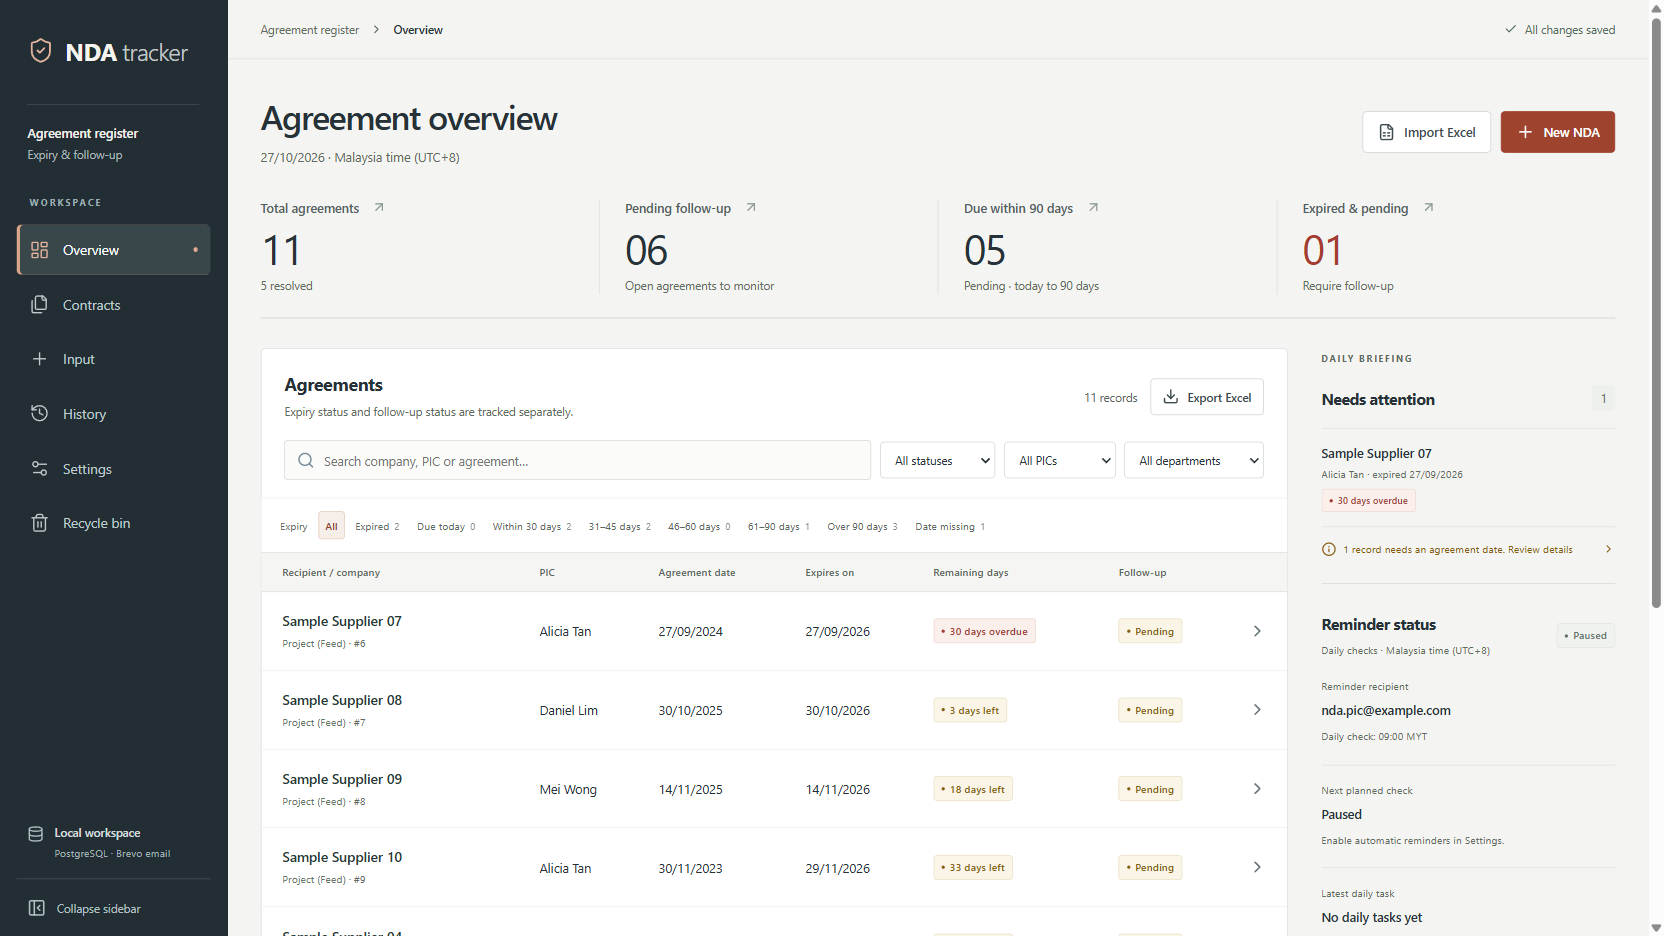 NDA tracker
Agreement register
Expiry & follow-up
WORKSPACE
Overview
Contracts
Input
History
Settings
Recycle bin
Local workspace
PostgreSQL · Brevo email
Collapse sidebar
Agreement register > Overview
All changes saved
Agreement overview
27/10/2026 · Malaysia time (UTC+8)
Import Excel
New NDA
Total agreements
11
5 resolved
Pending follow-up
06
Open agreements to monitor
Due within 90 days
05
Pending · today to 90 days
Expired & pending
01
Require follow-up
Agreements
Expiry status and follow-up status are tracked separately.
11 records
Export Excel
Search company, PIC or agreement...
All statuses
All PICs
All departments
Expiry All Expired 2 Due today 0 Within 30 days 2 31–45 days 2 46–60 days 0 61–90 days 1 Over 90 days 3 Date missing 1
Recipient / company PIC Agreement date Expires on Remaining days Follow-up
Sample Supplier 07
Project (Feed) · #6
Alicia Tan 27/09/2024 27/09/2026 • 30 days overdue • Pending
Sample Supplier 08
Project (Feed) · #7
Daniel Lim 30/10/2025 30/10/2026 • 3 days left • Pending
Sample Supplier 09
Project (Feed) · #8
Mei Wong 14/11/2025 14/11/2026 • 18 days left • Pending
Sample Supplier 10
Project (Feed) · #9
Alicia Tan 30/11/2023 29/11/2026 • 33 days left • Pending
DAILY BRIEFING
Needs attention
1
Sample Supplier 07
Alicia Tan · expired 27/09/2026
• 30 days overdue
1 record needs an agreement date. Review details
Reminder status
• Paused
Daily checks · Malaysia time (UTC+8)
Reminder recipient
nda.pic@example.com
Daily check: 09:00 MYT
Next planned check
Paused
Enable automatic reminders in Settings.
Latest daily task
No daily tasks yet